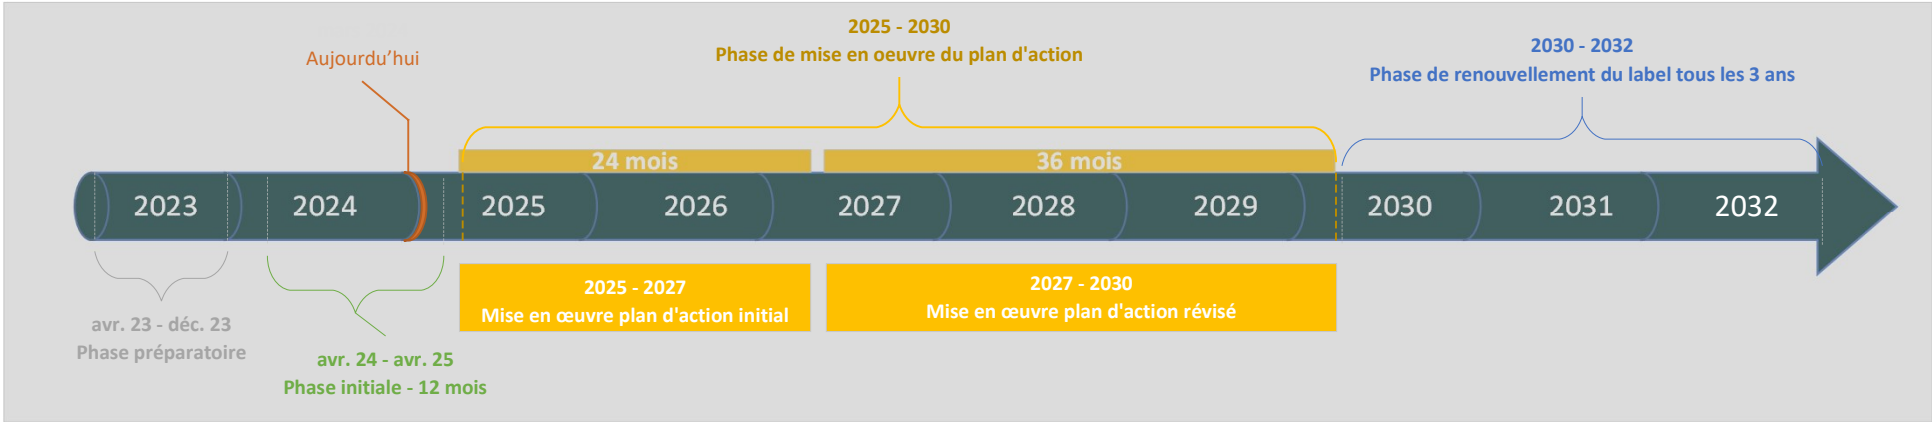 2025 - 2030
Phase de mise en oeuvre du plan d'action
2030 - 2032
Phase de renouvellement du label tous les 3 ans
Aujourd’hui
24 mois
36 mois
2023
2024
2025
2026
2027
2028
2029
2030
2031
2032
2025 - 2027
Mise en œuvre plan d'action initial
2027 - 2030
Mise en œuvre plan d'action révisé
avr. 23 - déc. 23
Phase préparatoire
avr. 24 - avr. 25
Phase initiale - 12 mois